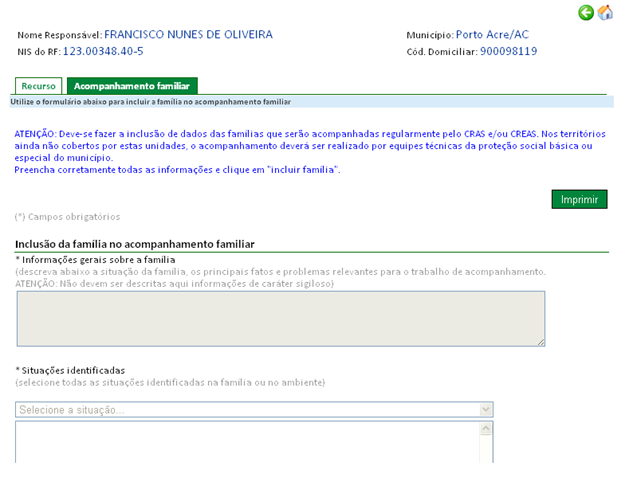 Nome Responsável: FRANCISCO NUNES DE OLIVEIRA
Município: Porto Acre/AC
NIS do RF: 123.00348.40-5
Cód. Domiciliar: 900098119
Recurso
Acompanhamento familiar
Utilize o formulário abaixo para incluir a família no acompanhamento familiar
ATENÇÃO: Deve-se fazer a inclusão de dados das famílias que serão acompanhadas regularmente pelo CRAS e/ou CREAS. Nos territórios
ainda não cobertos por estas unidades, o acompanhamento deverá ser realizado por equipes técnicas da proteção social básica ou
especial do município.
Preencha corretamente todas as informações e clique em "incluir família".
Imprimir
(*) Campos obrigatórios
Inclusão da família no acompanhamento familiar
* Informações gerais sobre a família
(descreva abaixo a situação da família, os principais fatos e problemas relevantes para o trabalho de acompanhamento.
ATENÇÃO: Não devem ser descritas aqui informações de caráter sigiloso)
* Situações identificadas
(selecione todas as situações identificadas na família ou no ambiente)
Selecione a situação...